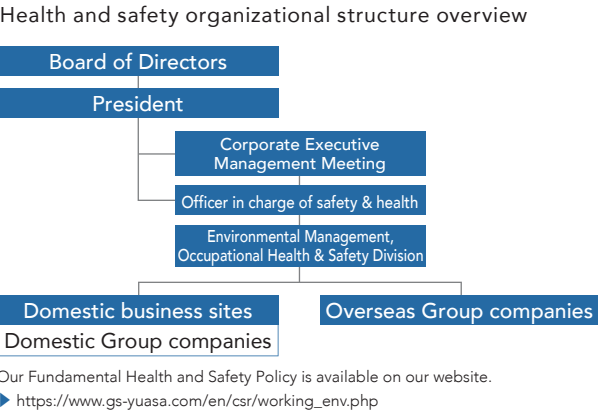 Health and safety organizational structure overview
Board of Directors
President
Corporate Executive
Management Meeting
Officer in charge of safety & health
Environmental Management,
Occupational Health & Safety Division
Domestic business sites
Overseas Group companies
Domestic Group companies
Our Fundamental Health and Safety Policy is available on our website.
https://www.gs-yuasa.com/en/csr/working_env.php